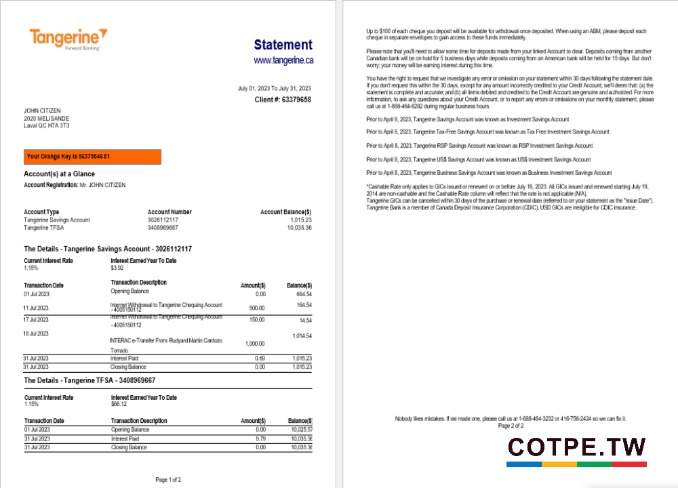 Tangerine
Forward Banking
Statement
www.tangerine.ca
July 01, 2023 To July 31, 2023
Client #: 63379658
JOHN CITIZEN
2020 MELISANDE
Laval QC H7A 3T3
Your Orange Key is
Account(s) at a Glance
Account Registration: Mr. JOHN CITIZEN
Account Type Account Number Account Balance($)
Tangerine Savings Account 3026112117 1,015.23
Tangerine TFSA 3408969667 10,035.36
The Details - Tangerine Savings Account - 3026112117
Current Interest Rate Interest Earned Year To Date
1.15% $3.92
Transaction Date Transaction Description Amount($) Balance($)
01 Jul 2023 Opening Balance 0.00 664.54
11 Jul 2023 Internet Withdrawal to Tangerine Chequing Account - 4005150112 500.00 164.54
17 Jul 2023 Internet Withdrawal to Tangerine Chequing Account - 4005150112 150.00 14.54
18 Jul 2023 INTERAC e-Transfer From: Rudyard Martin Cardozo Tornado 1,000.00 1,014.54
31 Jul 2023 Interest Paid 0.69 1,015.23
31 Jul 2023 Closing Balance 0.00 1,015.23
The Details - Tangerine TFSA - 3408969667
Current Interest Rate Interest Earned Year To Date
1.15% $66.12
Transaction Date Transaction Description Amount($) Balance($)
01 Jul 2023 Opening Balance 0.00 10,025.57
31 Jul 2023 Interest Paid 9.79 10,035.36
31 Jul 2023 Closing Balance 0.00 10,035.36
Page 1 of 2
Up to $100 of each cheque you deposit will be available for withdrawal once deposited. When using an ABM, please deposit each
cheque in separate envelopes to gain access to these funds immediately.
Please note that you'll need to allow some time for deposits made from your linked Account to clear. Deposits coming from another
Canadian bank will be on hold for 5 business days while deposits coming from an American bank will be held for 15 days. But don't
worry; your money will be earning interest during this time.
You have the right to request that we investigate any error or omission on your statement within 30 days following the statement date.
If you don't request this within the 30 days, except for any amount incorrectly credited to your Credit Account, we'll deem that: (a) the
statement is complete and accurate; and (b) all items debited and credited to the Credit Account are genuine and authorized. For more
information, to ask questions about your Credit Account, or to report any errors or omissions on your monthly statement, please
call us at 1-888-464-8282 during regular business hours.
Prior to April 8, 2023, Tangerine Savings Account was known as Investment Savings Account
*Prior to April 8, 2023, Tangerine Tax-Free Savings Account was known as Tax Free Investment Savings Account
Prior to April 8, 2023, Tangerine RSP Savings Account was known as RSP Investment Savings Account
Prior to April 8, 2023, Tangerine US$ Savings Account was known as US$ Investment Savings Account
Prior to April 8, 2023, Tangerine Business Savings Account was known as Business Investment Savings Account
*Cashable Rate only applies to GICs issued or renewed on or before July 18, 2023. All GICs issued and renewed starting July 19,
2014 are non-cashable and the Cashable Rate column will reflect that the rate is not applicable (N/A).
Tangerine GICs can be cancelled within 30 days of the purchase or renewal date (referred to on your statement as the "Issue Date").
Tangerine Bank is a member of Canada Deposit Insurance Corporation (CDIC). USD GICs are ineligible for CDIC insurance.
Nobody likes mistakes. If we made one, please call us at 1-888-464-3232 or 416-758-2424 so we can fix it.
Page 2 of 2
COTPE.TW